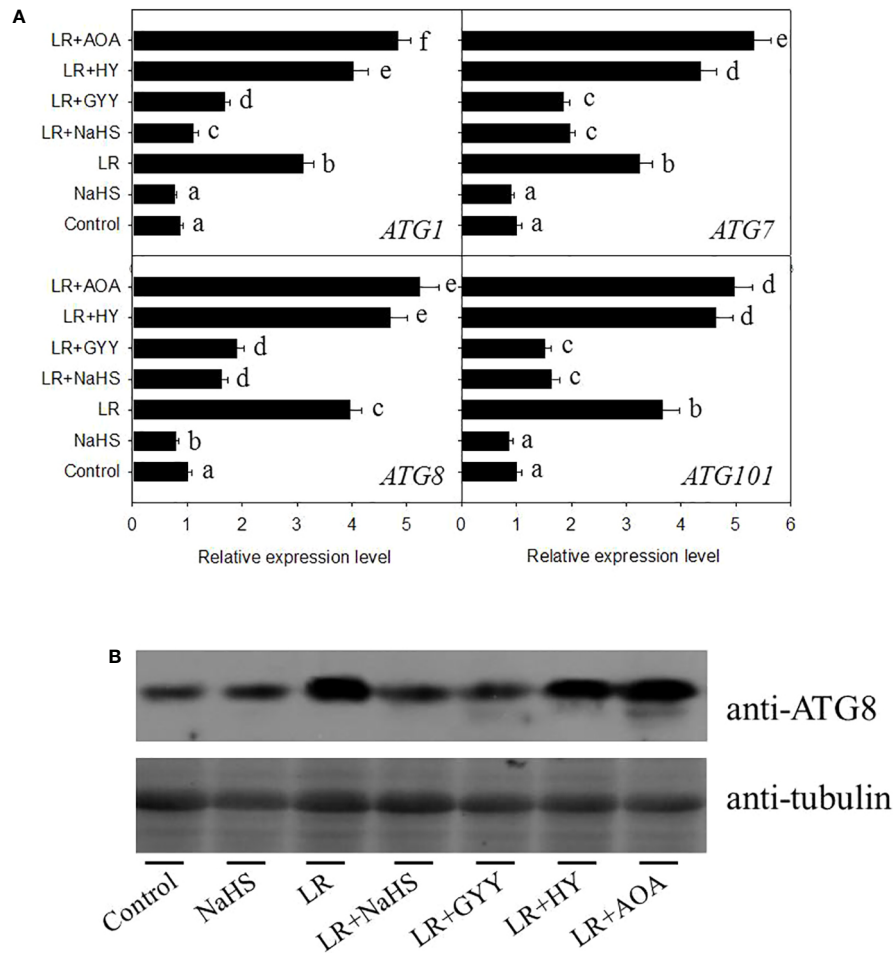 A
LR+AOA
f
e
LR+HY
e
d
LR+GYY
d
c
LR+NaHS
c
c
LR
b
b
NaHS
a
a
Control
a
a
ATG1
ATG7
LR+AOA
e
d
LR+HY
e
d
LR+GYY
d
c
LR+NaHS
d
c
LR
c
b
NaHS
b
a
Control
a
a
ATG8
ATG101
0 1 2 3 4 5 0 1 2 3 4 5 6
Relative expression level
Relative expression level
B
anti-ATG8
anti-tubulin
Control
NaHS
LR
LR+NaHS
LR+GYY
LR+HY
LR+AOA